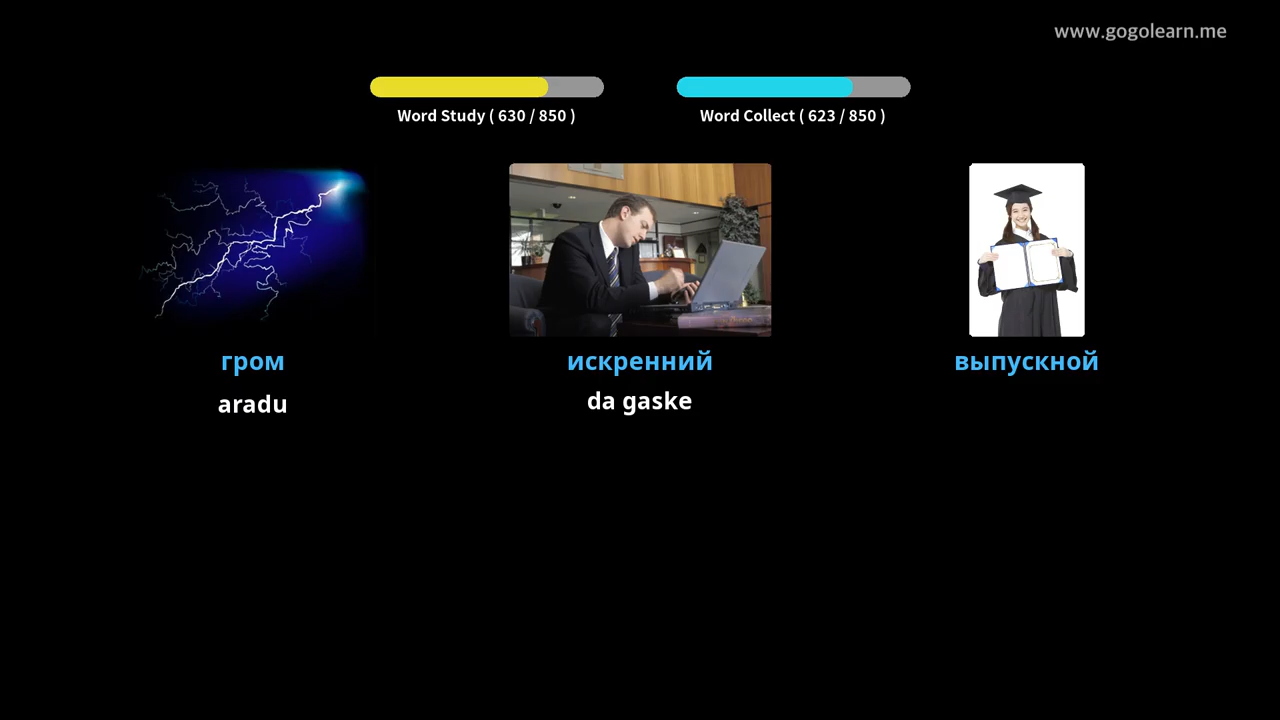 www.gogolearn.me
Word Study ( 630 / 850 )
Word Collect ( 623 / 850 )
гром
искренний
выпускной
aradu
da gaske